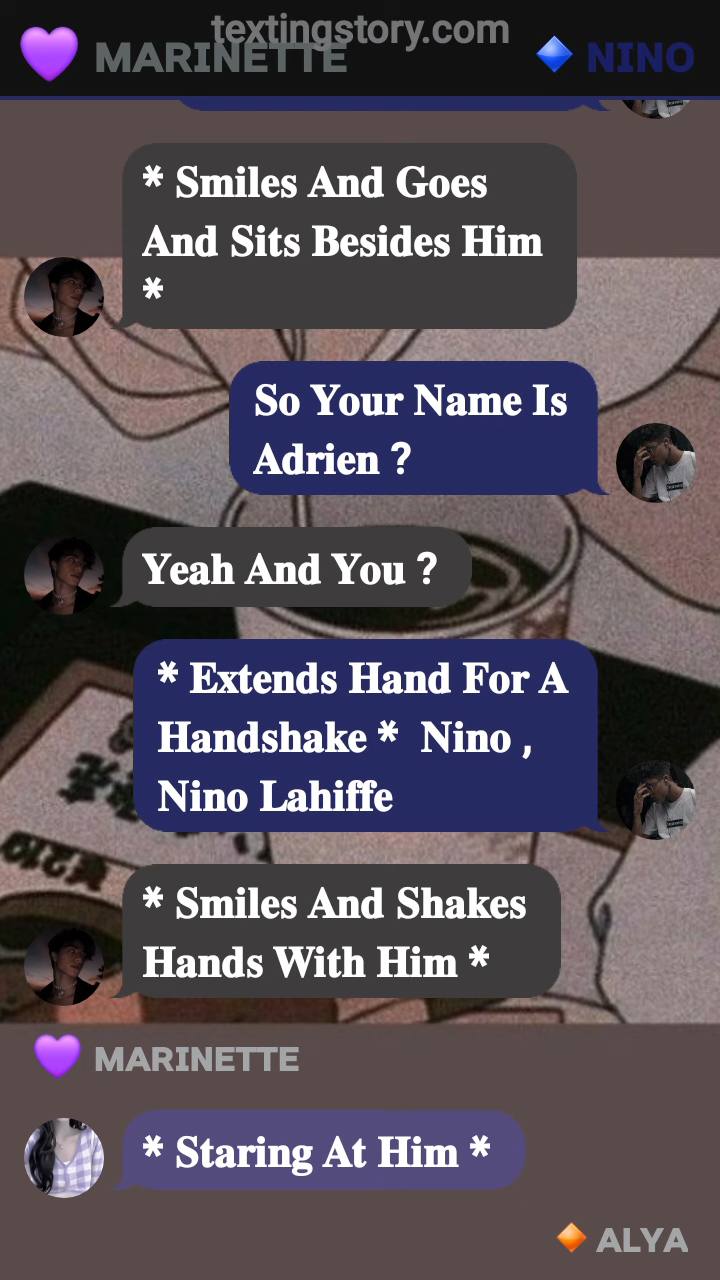 textingstory.com
💜 MARINETTE
🔹 NINO
* Smiles And Goes
And Sits Besides Him
*
So Your Name Is
Adrien ?
Yeah And You ?
* Extends Hand For A
Handshake * Nino ,
Nino Lahiffe
* Smiles And Shakes
Hands With Him *
💜 MARINETTE
* Staring At Him *
🔸 ALYA